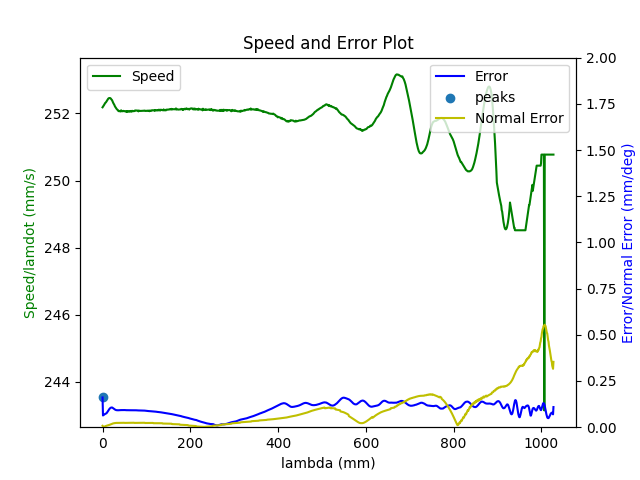 Speed and Error Plot
Speed
Error
peaks
Normal Error
Speed/lamdot (mm/s)
252
250
248
246
244
2.00
1.75
1.50
1.25
1.00
0.75
0.50
0.25
0.00
Error/Normal Error (mm/deg)
0 200 400 600 800 1000
lambda (mm)